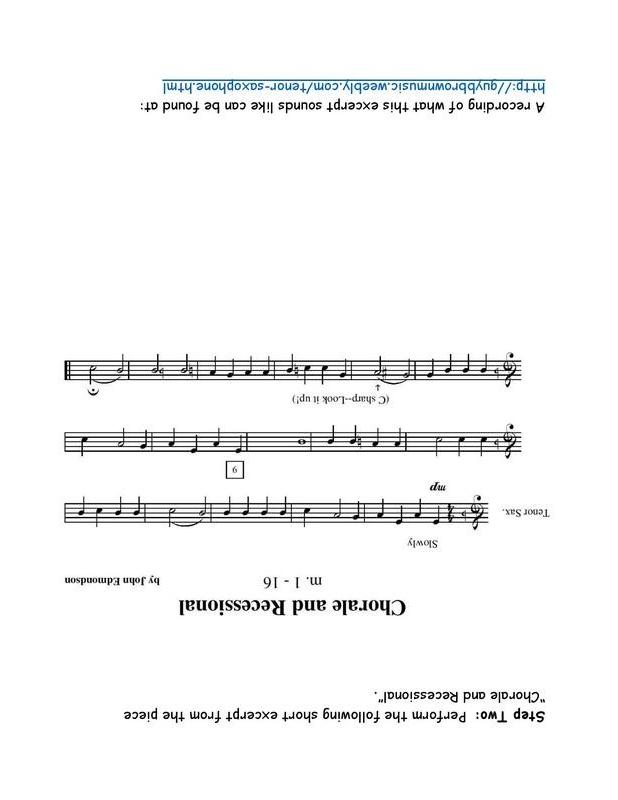 Step Two:  Perform the following short excerpt from the piece
“Chorale and Recessional”.
Chorale and Recessional
m. 1 - 16
by John Edmondson
Slowly
Tenor Sax.
mp
9
(C sharp--Look it up!)
A recording of what this excerpt sounds like can be found at:
http://guybbrownmusic.weebly.com/tenor-saxophone.html